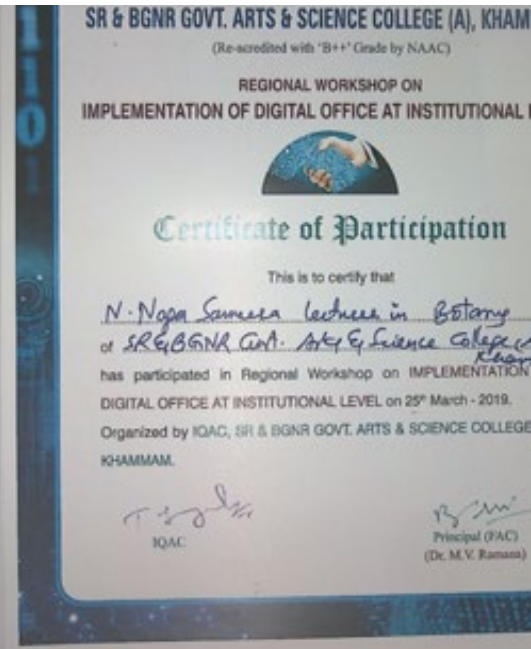 SR & BGNR GOVT. ARTS & SCIENCE COLLEGE (A), KHAM
(Re-acredited with 'B++' Grade by NAAC)
REGIONAL WORKSHOP ON
IMPLEMENTATION OF DIGITAL OFFICE AT INSTITUTIONAL
Certificate of Participation
This is to certify that
N. Naga Sameera lecturer in Botany
of SR & BGNR Govt. Arts & Science College
Kham
has participated in Regional Workshop on IMPLEMENTATION
DIGITAL OFFICE AT INSTITUTIONAL LEVEL on 25th March - 2019.
Organized by IQAC, SR & BGNR GOVT. ARTS & SCIENCE COLLEGE
KHAMMAM.
IQAC
Principal (FAC)
(Dr. M.V. Ramana)